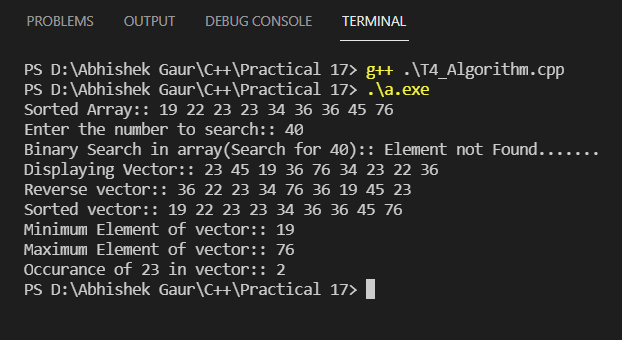 PROBLEMS OUTPUT DEBUG CONSOLE TERMINAL
PS D:\Abhishek Gaur\C++\Practical 17> g++ .\T4_Algorithm.cpp
PS D:\Abhishek Gaur\C++\Practical 17> .\a.exe
Sorted Array:: 19 22 23 23 34 36 36 45 76
Enter the number to search:: 40
Binary Search in array(Search for 40):: Element not Found.......
Displaying Vector:: 23 45 19 36 76 34 23 22 36
Reverse vector:: 36 22 23 34 76 36 19 45 23
Sorted vector:: 19 22 23 23 34 36 36 45 76
Minimum Element of vector:: 19
Maximum Element of vector:: 76
Occurance of 23 in vector:: 2
PS D:\Abhishek Gaur\C++\Practical 17>